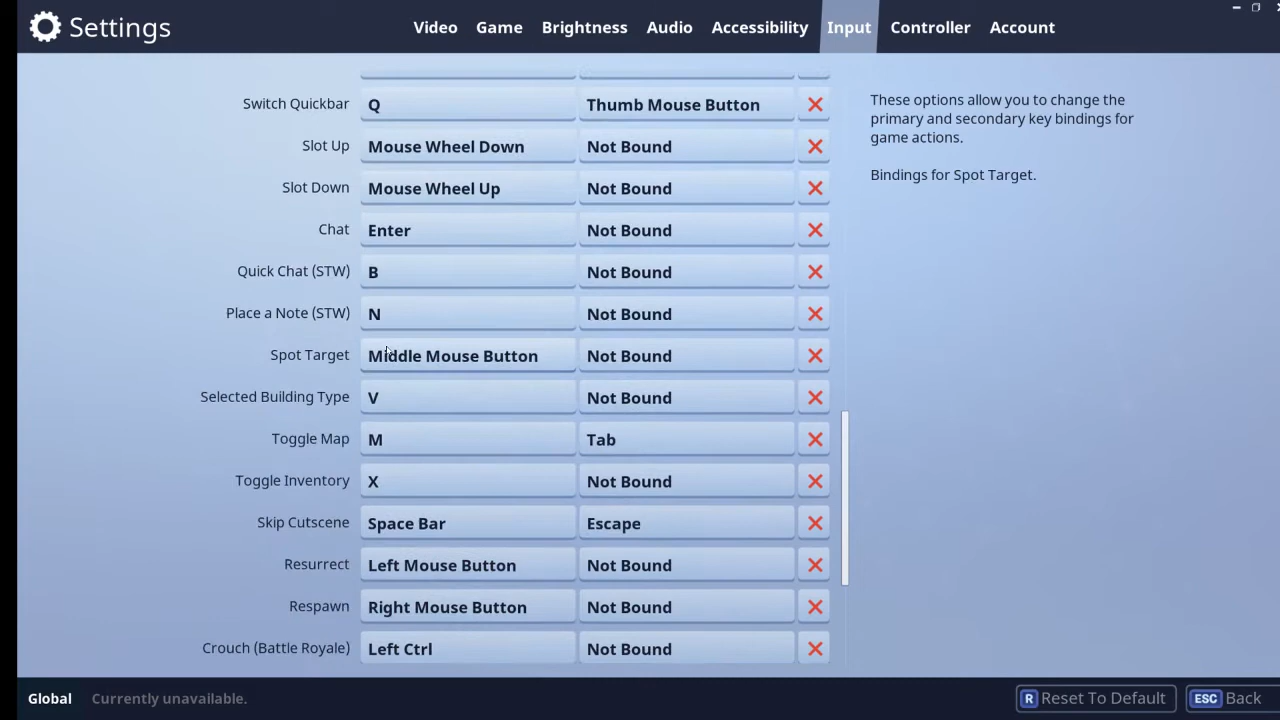 Settings
Video Game Brightness Audio Accessibility Input Controller Account
Switch Quickbar Q Thumb Mouse Button
Slot Up Mouse Wheel Down Not Bound
Slot Down Mouse Wheel Up Not Bound
Chat Enter Not Bound
Quick Chat (STW) B Not Bound
Place a Note (STW) N Not Bound
Spot Target Middle Mouse Button Not Bound
Selected Building Type V Not Bound
Toggle Map M Tab
Toggle Inventory X Not Bound
Skip Cutscene Space Bar Escape
Resurrect Left Mouse Button Not Bound
Respawn Right Mouse Button Not Bound
Crouch (Battle Royale) Left Ctrl Not Bound
These options allow you to change the
primary and secondary key bindings for
game actions.
Bindings for Spot Target.
Global Currently unavailable.
R Reset To Default ESC Back